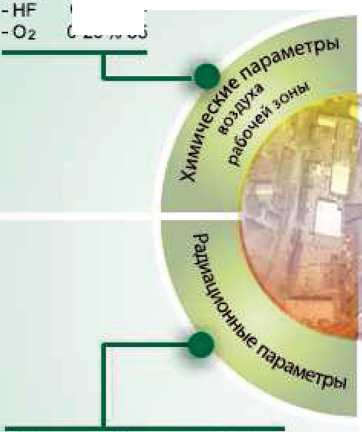 - HF
- O₂
Химические параметры
воздуха
рабочей зоны
Радиационные параметры